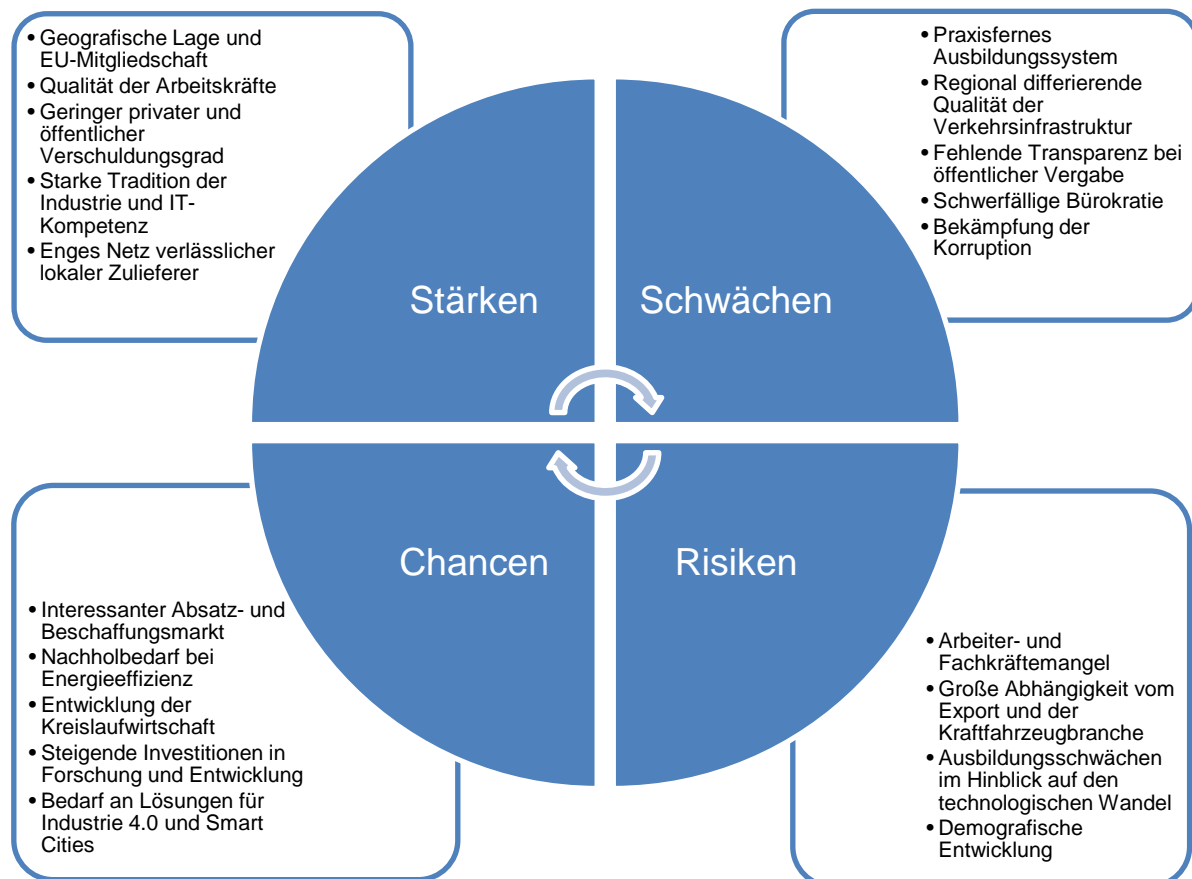 • Geografische Lage und
EU-Mitgliedschaft
• Qualität der Arbeitskräfte
• Geringer privater und
öffentlicher
Verschuldungsgrad
• Starke Tradition der
Industrie und IT-
Kompetenz
• Enges Netz verlässlicher
lokaler Zulieferer
• Praxisfernes
Ausbildungssystem
• Regional differierende
Qualität der
Verkehrsinfrastruktur
• Fehlende Transparenz bei
öffentlicher Vergabe
• Schwerfällige Bürokratie
• Bekämpfung der
Korruption
Stärken
Schwächen
Chancen
Risiken
• Interessanter Absatz- und
Beschaffungsmarkt
• Nachholbedarf bei
Energieeffizienz
• Entwicklung der
Kreislaufwirtschaft
• Steigende Investitionen in
Forschung und Entwicklung
• Bedarf an Lösungen für
Industrie 4.0 und Smart
Cities
• Arbeiter- und
Fachkräftemangel
• Große Abhängigkeit vom
Export und der
Kraftfahrzeugbranche
• Ausbildungsschwächen
im Hinblick auf den
technologischen Wandel
• Demografische
Entwicklung